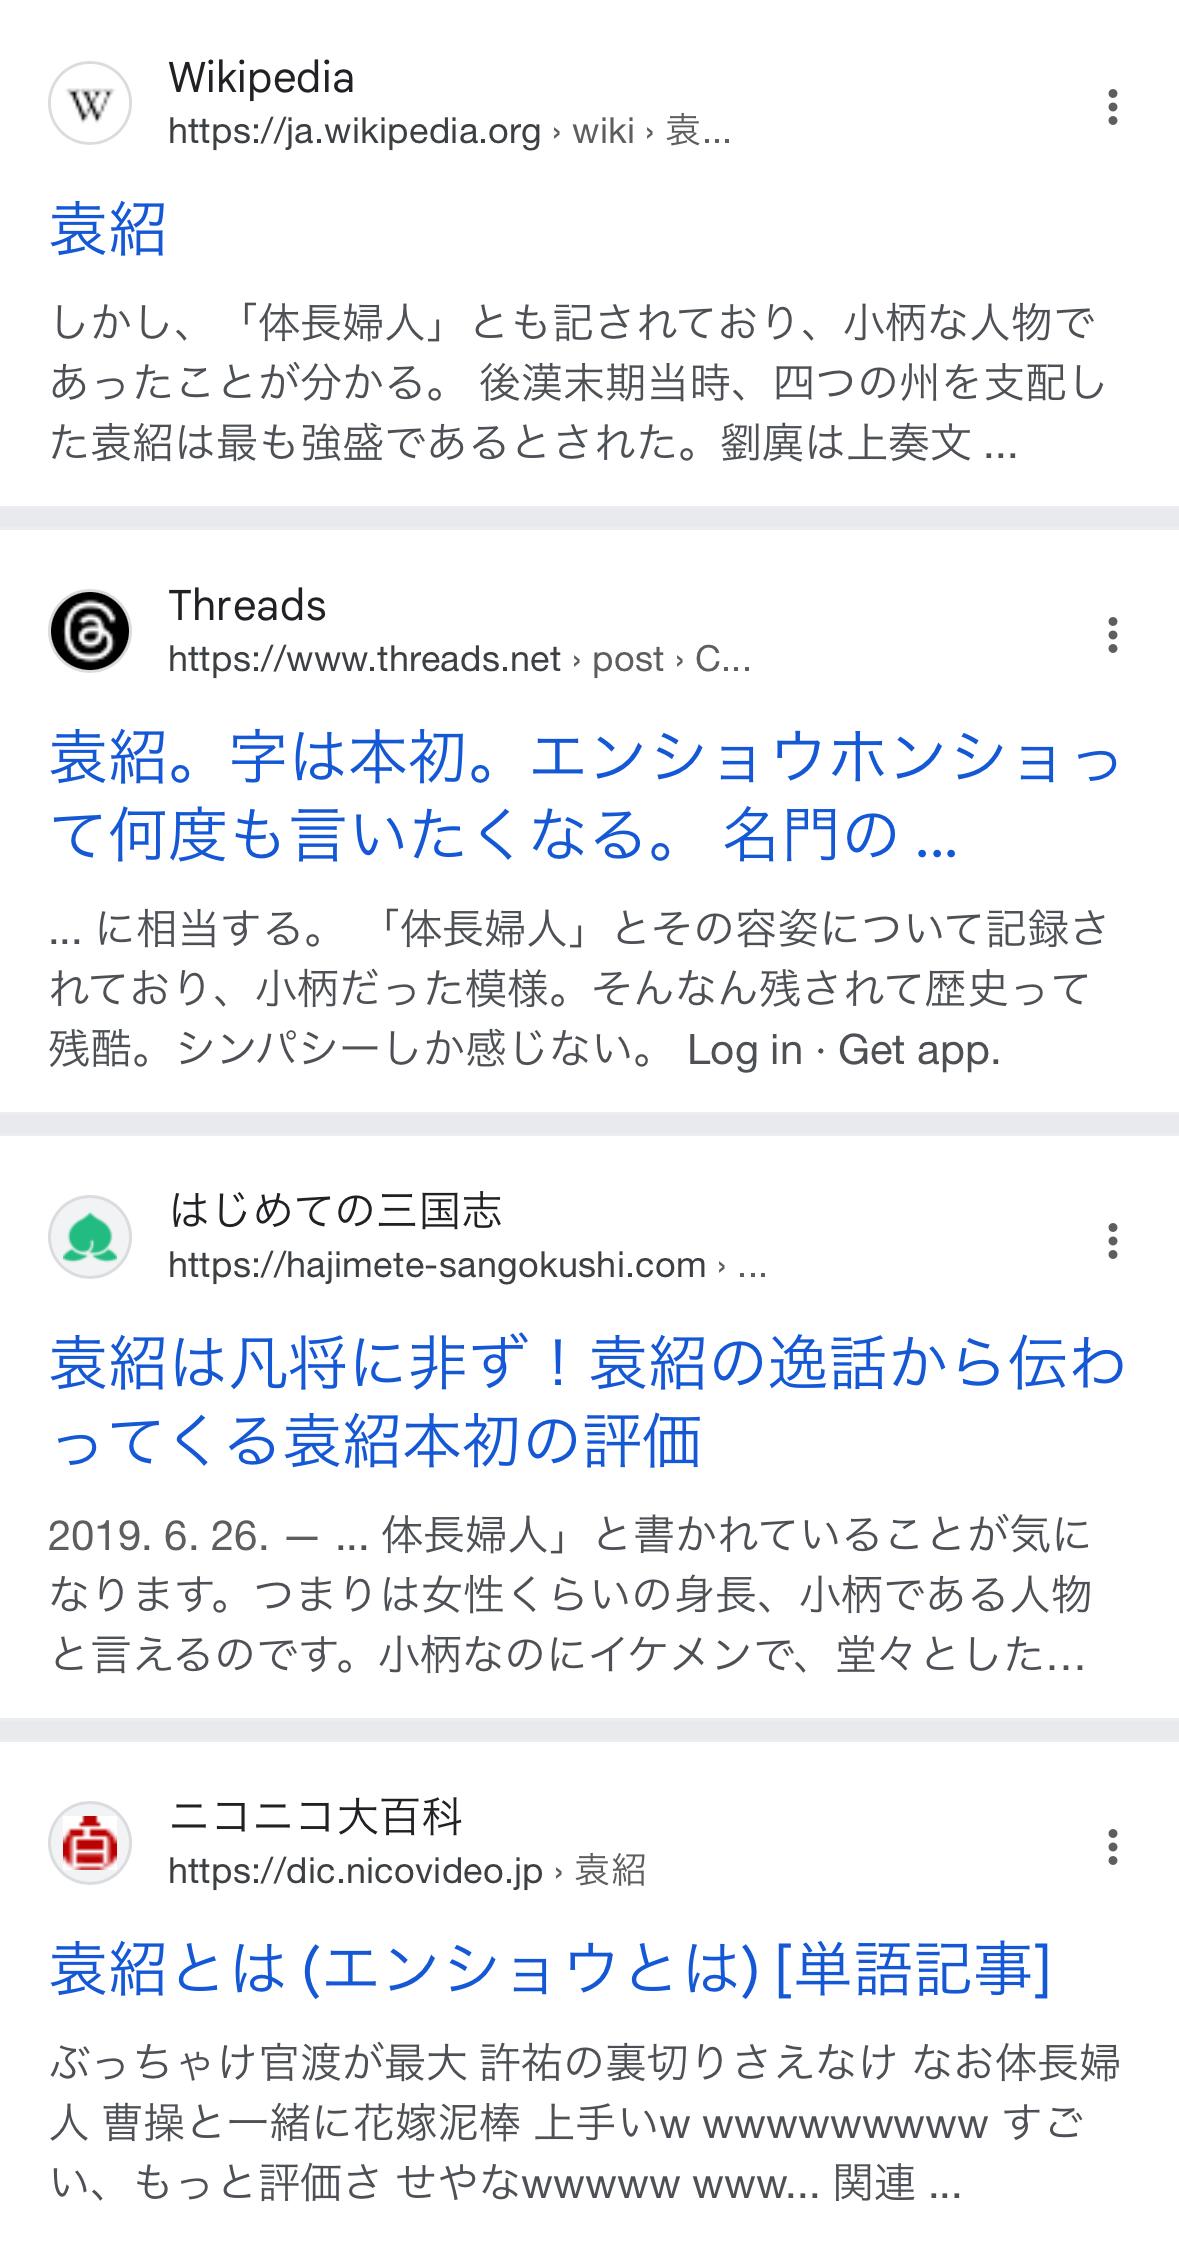 Wikipedia
https://ja.wikipedia.org › wiki › 袁...
袁紹
しかし、「体長婦人」とも記されており、小柄な人物で
あったことが分かる。 後漢末期当時、四つの州を支配し
た袁紹は最も強盛であるとされた。劉廙は上奏文 ...
Threads
https://www.threads.net › post › C...
袁紹。字は本初。エンショウホンショっ
て何度も言いたくなる。 名門の ...
... に相当する。 「体長婦人」とその容姿について記録さ
れており、小柄だった模様。そんなん残されて歴史って
残酷。シンパシーしか感じない。 Log in · Get app.
はじめての三国志
https://hajimete-sangokushi.com › ...
袁紹は凡将に非ず！袁紹の逸話から伝わ
ってくる袁紹本初の評価
2019. 6. 26. — ... 体長婦人」と書かれていることが気に
なります。つまりは女性くらいの身長、小柄である人物
と言えるのです。小柄なのにイケメンで、堂々とした...
ニコニコ大百科
https://dic.nicovideo.jp › 袁紹
袁紹とは (エンショウとは) [単語記事]
ぶっちゃけ官渡が最大 許祐の裏切りさえなけ なお体長婦
人 曹操と一緒に花嫁泥棒 上手いw wwwwwwwww すご
い、もっと評価さ せやなwwwww www... 関連 ...